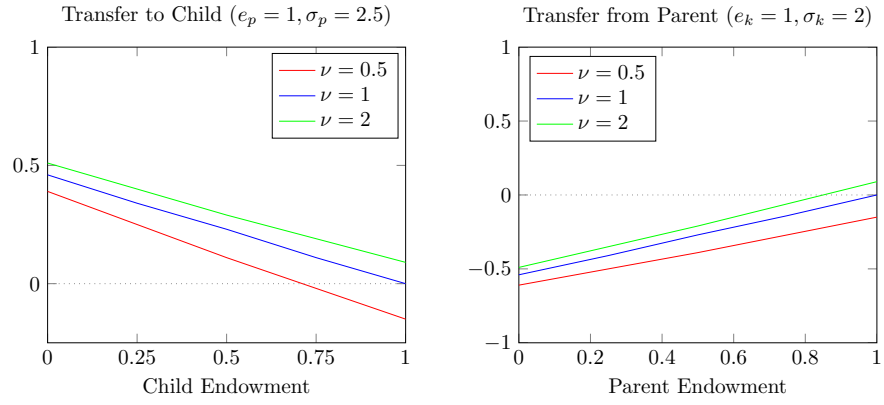 Transfer to Child (e_p = 1, σ_p = 2.5)
1
0.5
0
0
0.25
0.5
0.75
1
Child Endowment
ν = 0.5
ν = 1
ν = 2
Transfer from Parent (e_k = 1, σ_k = 2)
1
0.5
0
−0.5
−1
0
0.2
0.4
0.6
0.8
1
Parent Endowment
ν = 0.5
ν = 1
ν = 2